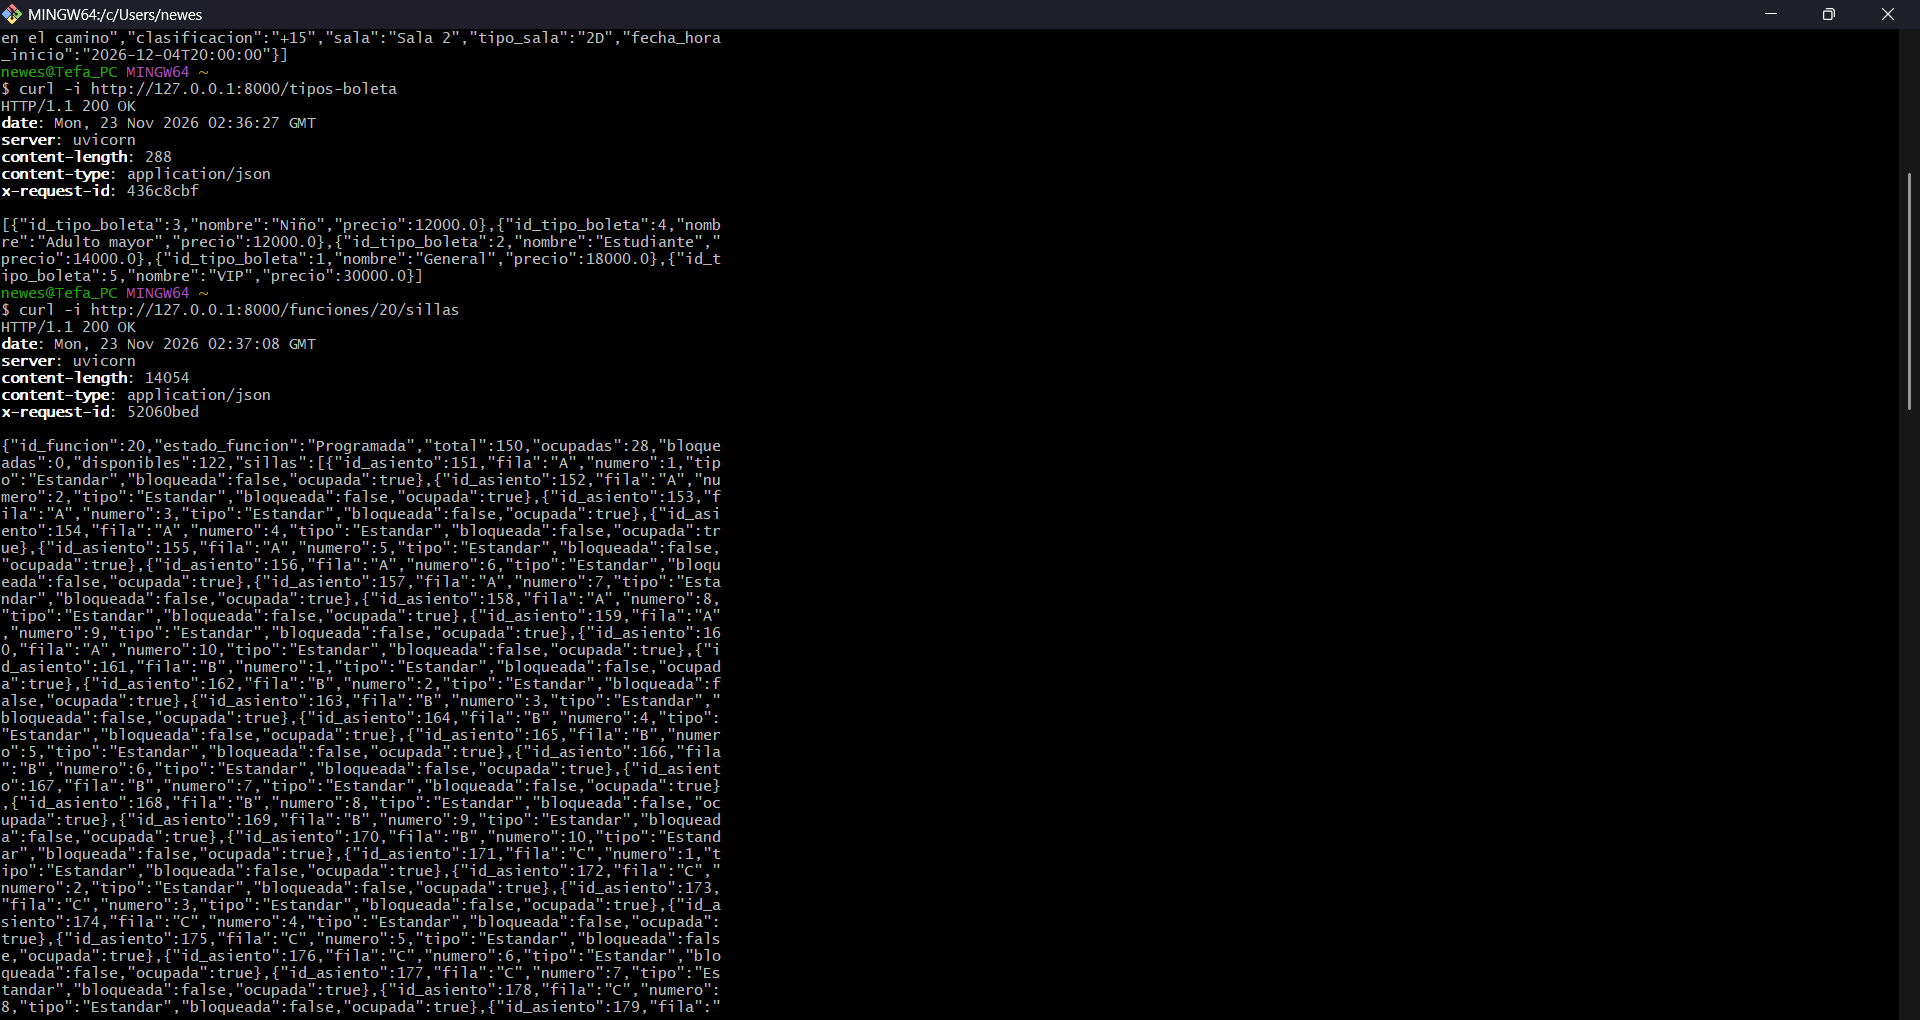 MINGW64:/c/Users/newes
en el camino","clasificacion":"+15","sala":"Sala 2","tipo_sala":"2D","fecha_hora
_inicio":"2026-12-04T20:00:00"}]
newes@Tefa_PC MINGW64 ~
$ curl -i http://127.0.0.1:8000/tipos-boleta
HTTP/1.1 200 OK
date: Mon, 23 Nov 2026 02:36:27 GMT
server: uvicorn
content-length: 288
content-type: application/json
x-request-id: 436c8cbf
[{"id_tipo_boleta":3,"nombre":"Niño","precio":12000.0},{"id_tipo_boleta":4,"nomb
re":"Adulto mayor","precio":12000.0},{"id_tipo_boleta":2,"nombre":"Estudiante","
precio":14000.0},{"id_tipo_boleta":1,"nombre":"General","precio":18000.0},{"id_t
ipo_boleta":5,"nombre":"VIP","precio":30000.0}]
newes@Tefa_PC MINGW64 ~
$ curl -i http://127.0.0.1:8000/funciones/20/sillas
HTTP/1.1 200 OK
date: Mon, 23 Nov 2026 02:37:08 GMT
server: uvicorn
content-length: 14054
content-type: application/json
x-request-id: 52060bed
{"id_funcion":20,"estado_funcion":"Programada","total":150,"ocupadas":28,"bloque
adas":0,"disponibles":122,"sillas":[{"id_asiento":151,"fila":"A","numero":1,"tip
o":"Estandar","bloqueada":false,"ocupada":true},{"id_asiento":152,"fila":"A","nu
mero":2,"tipo":"Estandar","bloqueada":false,"ocupada":true},{"id_asiento":153,"f
ila":"A","numero":3,"tipo":"Estandar","bloqueada":false,"ocupada":true},{"id_asi
ento":154,"fila":"A","numero":4,"tipo":"Estandar","bloqueada":false,"ocupada":tr
ue},{"id_asiento":155,"fila":"A","numero":5,"tipo":"Estandar","bloqueada":false,
"ocupada":true},{"id_asiento":156,"fila":"A","numero":6,"tipo":"Estandar","bloqu
eada":false,"ocupada":true},{"id_asiento":157,"fila":"A","numero":7,"tipo":"Esta
ndar","bloqueada":false,"ocupada":true},{"id_asiento":158,"fila":"A","numero":8,
"tipo":"Estandar","bloqueada":false,"ocupada":true},{"id_asiento":159,"fila":"A"
,"numero":9,"tipo":"Estandar","bloqueada":false,"ocupada":true},{"id_asiento":16
0,"fila":"A","numero":10,"tipo":"Estandar","bloqueada":false,"ocupada":true},{"i
d_asiento":161,"fila":"B","numero":1,"tipo":"Estandar","bloqueada":false,"ocupad
a":true},{"id_asiento":162,"fila":"B","numero":2,"tipo":"Estandar","bloqueada":f
alse,"ocupada":true},{"id_asiento":163,"fila":"B","numero":3,"tipo":"Estandar","
bloqueada":false,"ocupada":true},{"id_asiento":164,"fila":"B","numero":4,"tipo":
"Estandar","bloqueada":false,"ocupada":true},{"id_asiento":165,"fila":"B","numer
o":5,"tipo":"Estandar","bloqueada":false,"ocupada":true},{"id_asiento":166,"fila
":"B","numero":6,"tipo":"Estandar","bloqueada":false,"ocupada":true},{"id_asient
o":167,"fila":"B","numero":7,"tipo":"Estandar","bloqueada":false,"ocupada":true}
,{"id_asiento":168,"fila":"B","numero":8,"tipo":"Estandar","bloqueada":false,"oc
upada":true},{"id_asiento":169,"fila":"B","numero":9,"tipo":"Estandar","bloquead
a":false,"ocupada":true},{"id_asiento":170,"fila":"B","numero":10,"tipo":"Estand
ar","bloqueada":false,"ocupada":true},{"id_asiento":171,"fila":"C","numero":1,"t
ipo":"Estandar","bloqueada":false,"ocupada":true},{"id_asiento":172,"fila":"C","
numero":2,"tipo":"Estandar","bloqueada":false,"ocupada":true},{"id_asiento":173,
"fila":"C","numero":3,"tipo":"Estandar","bloqueada":false,"ocupada":true},{"id_a
siento":174,"fila":"C","numero":4,"tipo":"Estandar","bloqueada":false,"ocupada":
true},{"id_asiento":175,"fila":"C","numero":5,"tipo":"Estandar","bloqueada":fals
e,"ocupada":true},{"id_asiento":176,"fila":"C","numero":6,"tipo":"Estandar","blo
queada":false,"ocupada":true},{"id_asiento":177,"fila":"C","numero":7,"tipo":"Es
tandar","bloqueada":false,"ocupada":true},{"id_asiento":178,"fila":"C","numero":
8,"tipo":"Estandar","bloqueada":false,"ocupada":true},{"id_asiento":179,"fila":"